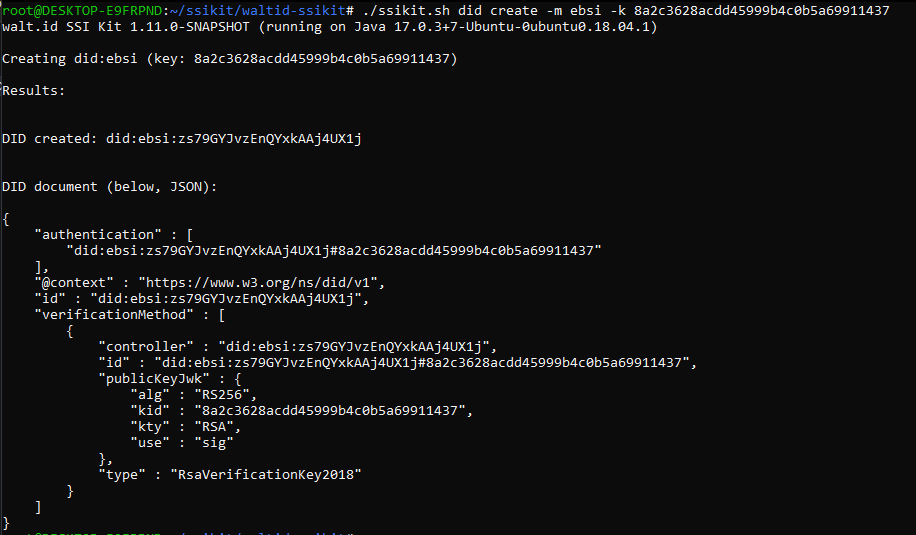 root@DESKTOP-E9FRPND:~/ssikit/waltid-ssikit# ./ssikit.sh did create -m ebsi -k 8a2c3628acdd45999b4c0b5a69911437
walt.id SSI Kit 1.11.0-SNAPSHOT (running on Java 17.0.3+7-Ubuntu-0ubuntu0.18.04.1)
Creating did:ebsi (key: 8a2c3628acdd45999b4c0b5a69911437)
Results:
DID created: did:ebsi:zs79GYJvzEnQYxkAAj4UX1j
DID document (below, JSON):
{
    "authentication" : [
        "did:ebsi:zs79GYJvzEnQYxkAAj4UX1j#8a2c3628acdd45999b4c0b5a69911437"
    ],
    "@context" : "https://www.w3.org/ns/did/v1",
    "id" : "did:ebsi:zs79GYJvzEnQYxkAAj4UX1j",
    "verificationMethod" : [
        {
            "controller" : "did:ebsi:zs79GYJvzEnQYxkAAj4UX1j",
            "id" : "did:ebsi:zs79GYJvzEnQYxkAAj4UX1j#8a2c3628acdd45999b4c0b5a69911437",
            "publicKeyJwk" : {
                "alg" : "RS256",
                "kid" : "8a2c3628acdd45999b4c0b5a69911437",
                "kty" : "RSA",
                "use" : "sig"
            },
            "type" : "RsaVerificationKey2018"
        }
    ]
}